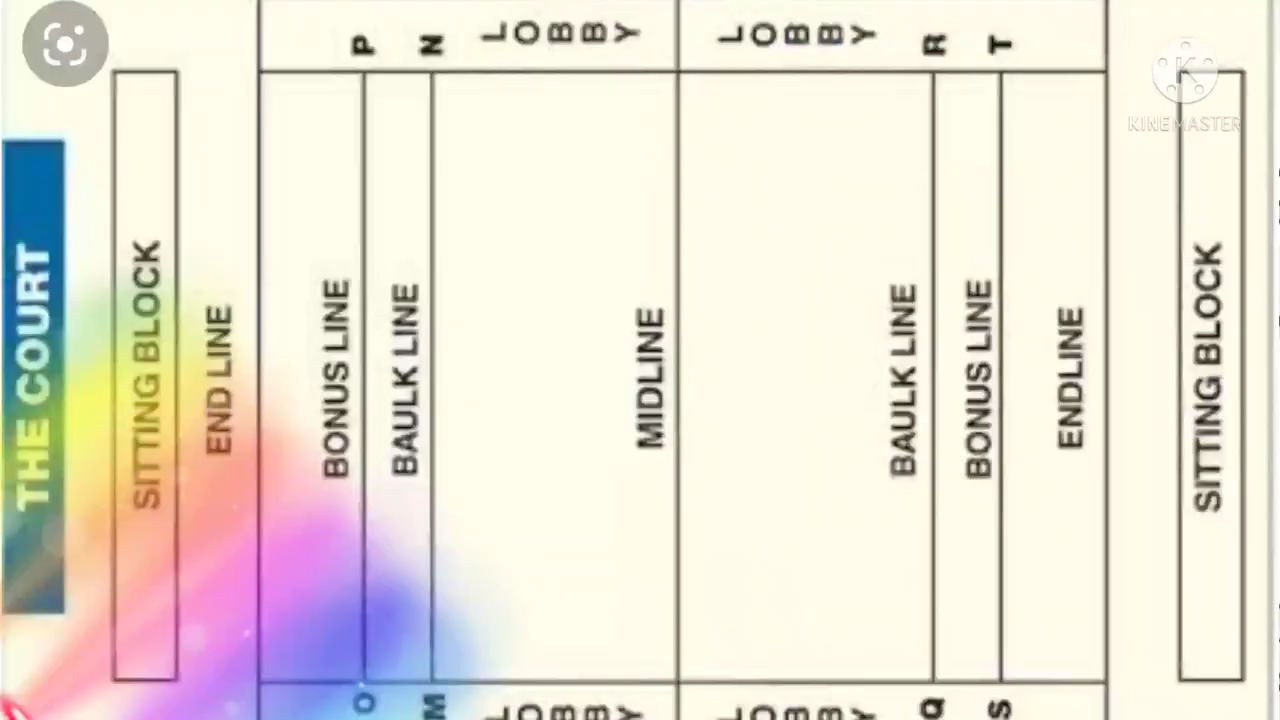 THE COURT
SITTING BLOCK
END LINE
P
BONUS LINE
O
N
BAULK LINE
M
LOBBY
LOBBY
MIDLINE
LOBBY
LOBBY
R
BAULK LINE
Q
T
BONUS LINE
S
ENDLINE
SITTING BLOCK
K
KINEMASTER